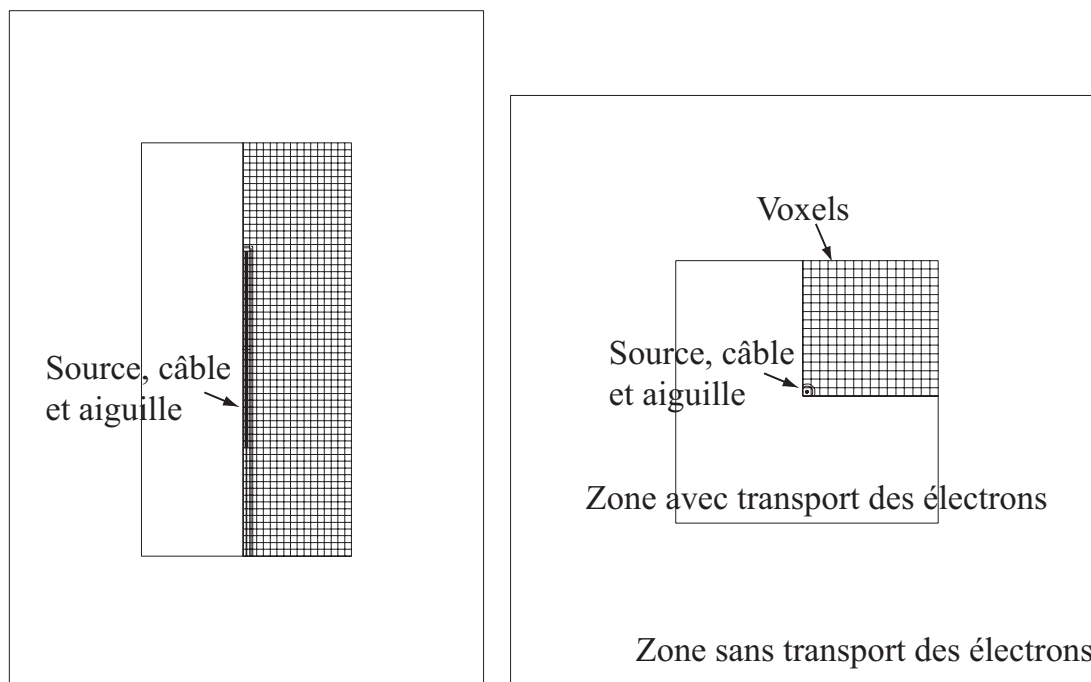 Source, câble
et aiguille
Voxels
Source, câble
et aiguille
Zone avec transport des électrons
Zone sans transport des électrons